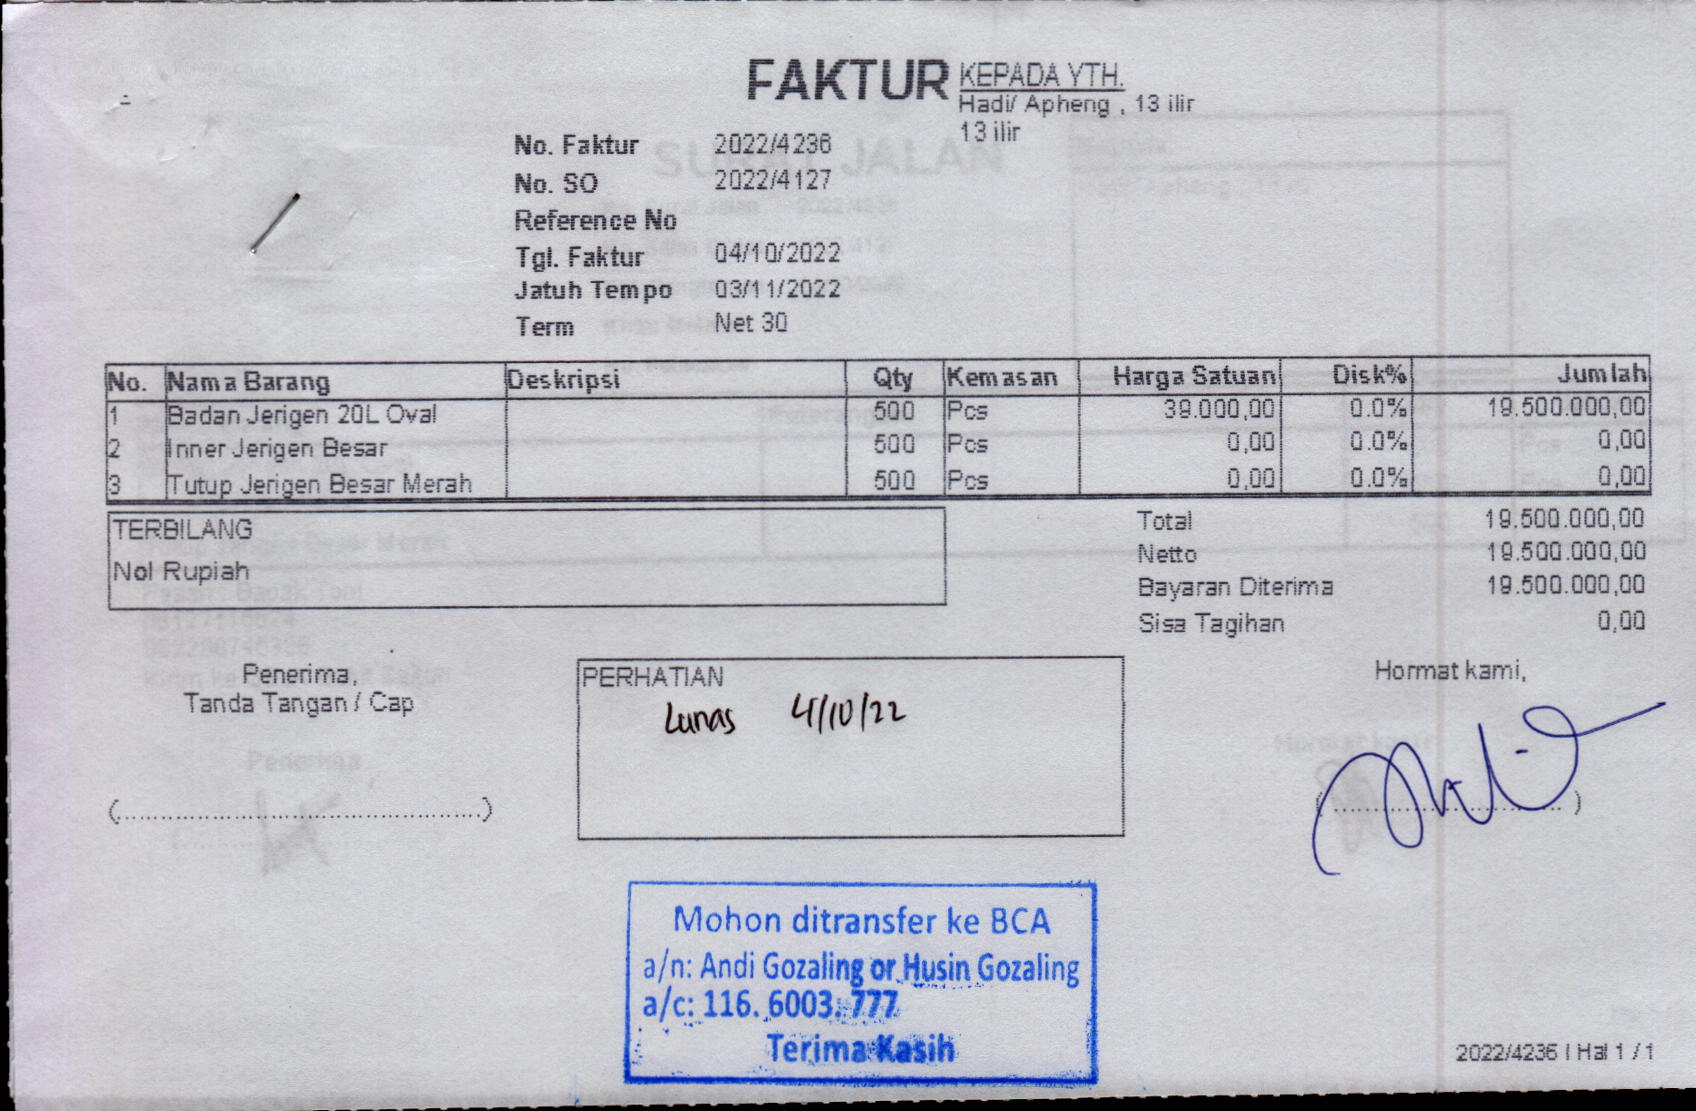 FAKTUR
KEPADA YTH.
Hadi/ Apheng , 13 ilir
13 ilir
No. Faktur 2022/4236
No. SO 2022/4127
Reference No
Tgl. Faktur 04/10/2022
Jatuh Tempo 03/11/2022
Term Net 30
No. Nama Barang Deskripsi Qty Kemasan Harga Satuan Disk% Jumlah
1 Badan Jerigen 20L Oval 500 Pcs 39.000,00 0.0% 19.500.000,00
2 Inner Jerigen Besar 500 Pcs 0,00 0.0% 0,00
3 Tutup Jerigen Besar Merah 500 Pcs 0,00 0.0% 0,00
TERBILANG
Nol Rupiah
Total 19.500.000,00
Netto 19.500.000,00
Bayaran Diterima 19.500.000,00
Sisa Tagihan 0,00
Penerima,
Tanda Tangan / Cap
(................................................)
PERHATIAN
Lunas 4/10/22
Hormat kami,
Mohon ditransfer ke BCA
a/n: Andi Gozaling or Husin Gozaling
a/c: 116. 6003. 777
Terima Kasih
2022/4236 | Hal 1 / 1